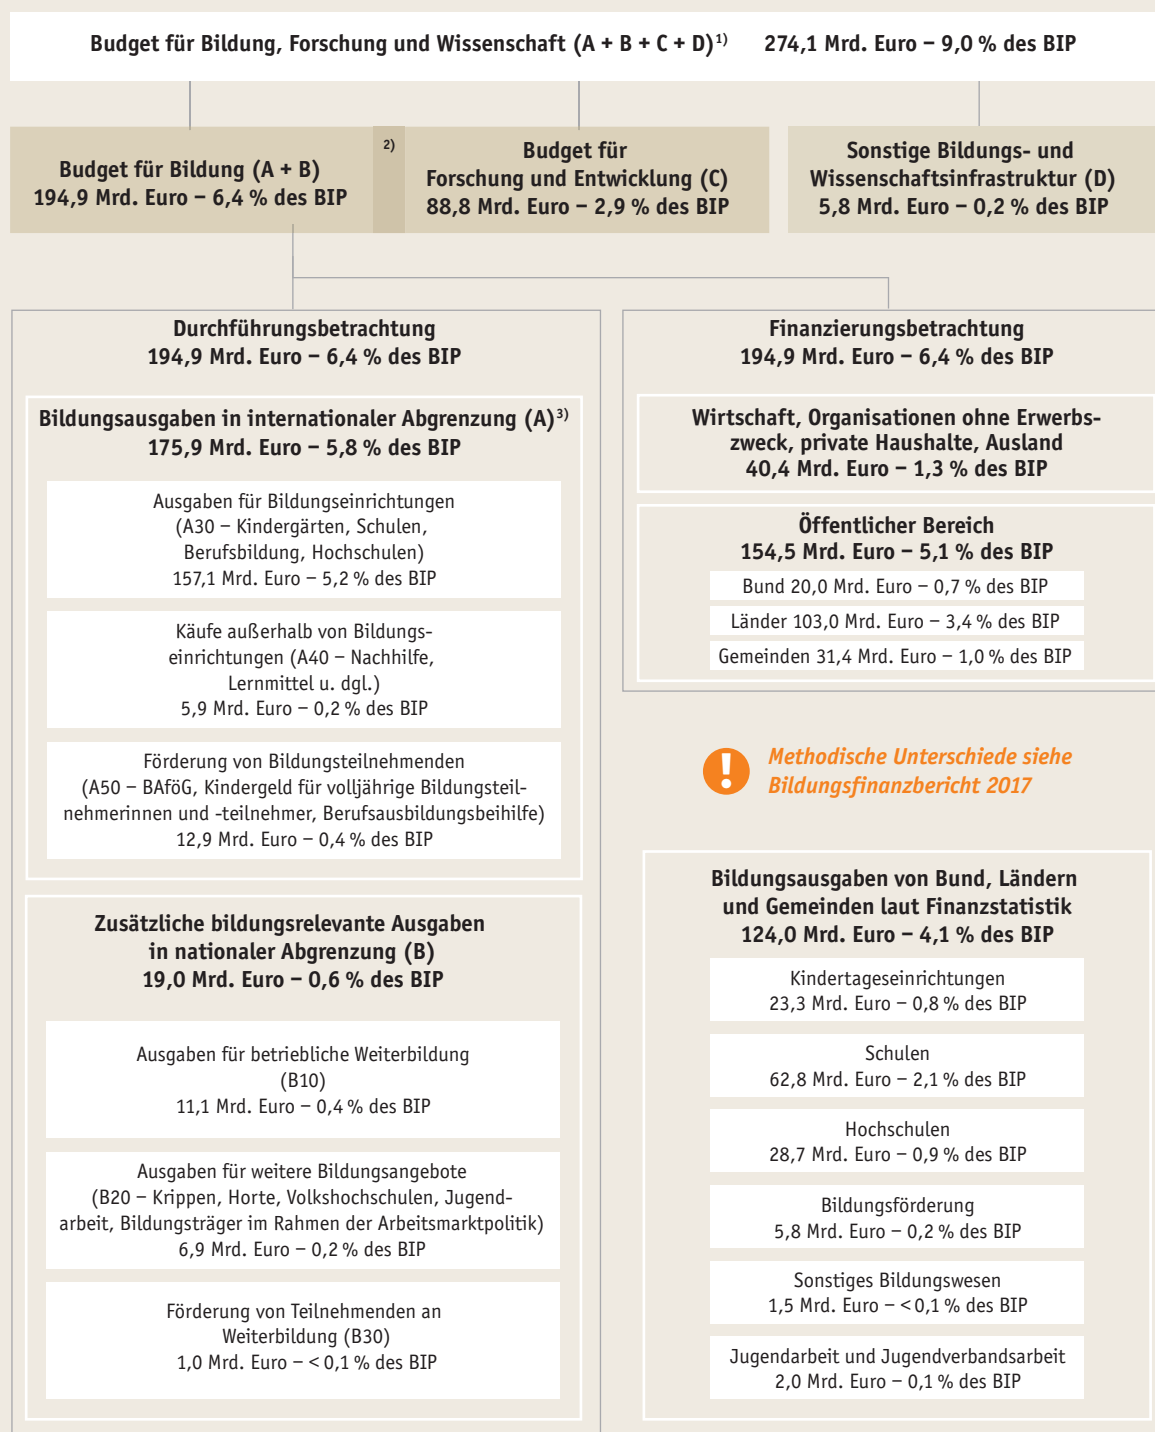 Budget für Bildung, Forschung und Wissenschaft (A + B + C + D)1) 274,1 Mrd. Euro – 9,0 % des BIP
Budget für Bildung (A + B)
194,9 Mrd. Euro – 6,4 % des BIP
2)
Budget für
Forschung und Entwicklung (C)
88,8 Mrd. Euro – 2,9 % des BIP
Sonstige Bildungs- und
Wissenschaftsinfrastruktur (D)
5,8 Mrd. Euro – 0,2 % des BIP
Durchführungsbetrachtung
194,9 Mrd. Euro – 6,4 % des BIP
Bildungsausgaben in internationaler Abgrenzung (A)3)
175,9 Mrd. Euro – 5,8 % des BIP
Ausgaben für Bildungseinrichtungen
(A30 – Kindergärten, Schulen,
Berufsbildung, Hochschulen)
157,1 Mrd. Euro – 5,2 % des BIP
Käufe außerhalb von Bildungs-
einrichtungen (A40 – Nachhilfe,
Lernmittel u. dgl.)
5,9 Mrd. Euro – 0,2 % des BIP
Förderung von Bildungsteilnehmenden
(A50 – BAföG, Kindergeld für volljährige Bildungsteil-
nehmerinnen und -teilnehmer, Berufsausbildungsbeihilfe)
12,9 Mrd. Euro – 0,4 % des BIP
Zusätzliche bildungsrelevante Ausgaben
in nationaler Abgrenzung (B)
19,0 Mrd. Euro – 0,6 % des BIP
Ausgaben für betriebliche Weiterbildung
(B10)
11,1 Mrd. Euro – 0,4 % des BIP
Ausgaben für weitere Bildungsangebote
(B20 – Krippen, Horte, Volkshochschulen, Jugend-
arbeit, Bildungsträger im Rahmen der Arbeitsmarktpolitik)
6,9 Mrd. Euro – 0,2 % des BIP
Förderung von Teilnehmenden an
Weiterbildung (B30)
1,0 Mrd. Euro – < 0,1 % des BIP
Finanzierungsbetrachtung
194,9 Mrd. Euro – 6,4 % des BIP
Wirtschaft, Organisationen ohne Erwerbs-
zweck, private Haushalte, Ausland
40,4 Mrd. Euro – 1,3 % des BIP
Öffentlicher Bereich
154,5 Mrd. Euro – 5,1 % des BIP
Bund 20,0 Mrd. Euro – 0,7 % des BIP
Länder 103,0 Mrd. Euro – 3,4 % des BIP
Gemeinden 31,4 Mrd. Euro – 1,0 % des BIP
! Methodische Unterschiede siehe
Bildungsfinanzbericht 2017
Bildungsausgaben von Bund, Ländern
und Gemeinden laut Finanzstatistik
124,0 Mrd. Euro – 4,1 % des BIP
Kindertageseinrichtungen
23,3 Mrd. Euro – 0,8 % des BIP
Schulen
62,8 Mrd. Euro – 2,1 % des BIP
Hochschulen
28,7 Mrd. Euro – 0,9 % des BIP
Bildungsförderung
5,8 Mrd. Euro – 0,2 % des BIP
Sonstiges Bildungswesen
1,5 Mrd. Euro – < 0,1 % des BIP
Jugendarbeit und Jugendverbandsarbeit
2,0 Mrd. Euro – 0,1 % des BIP